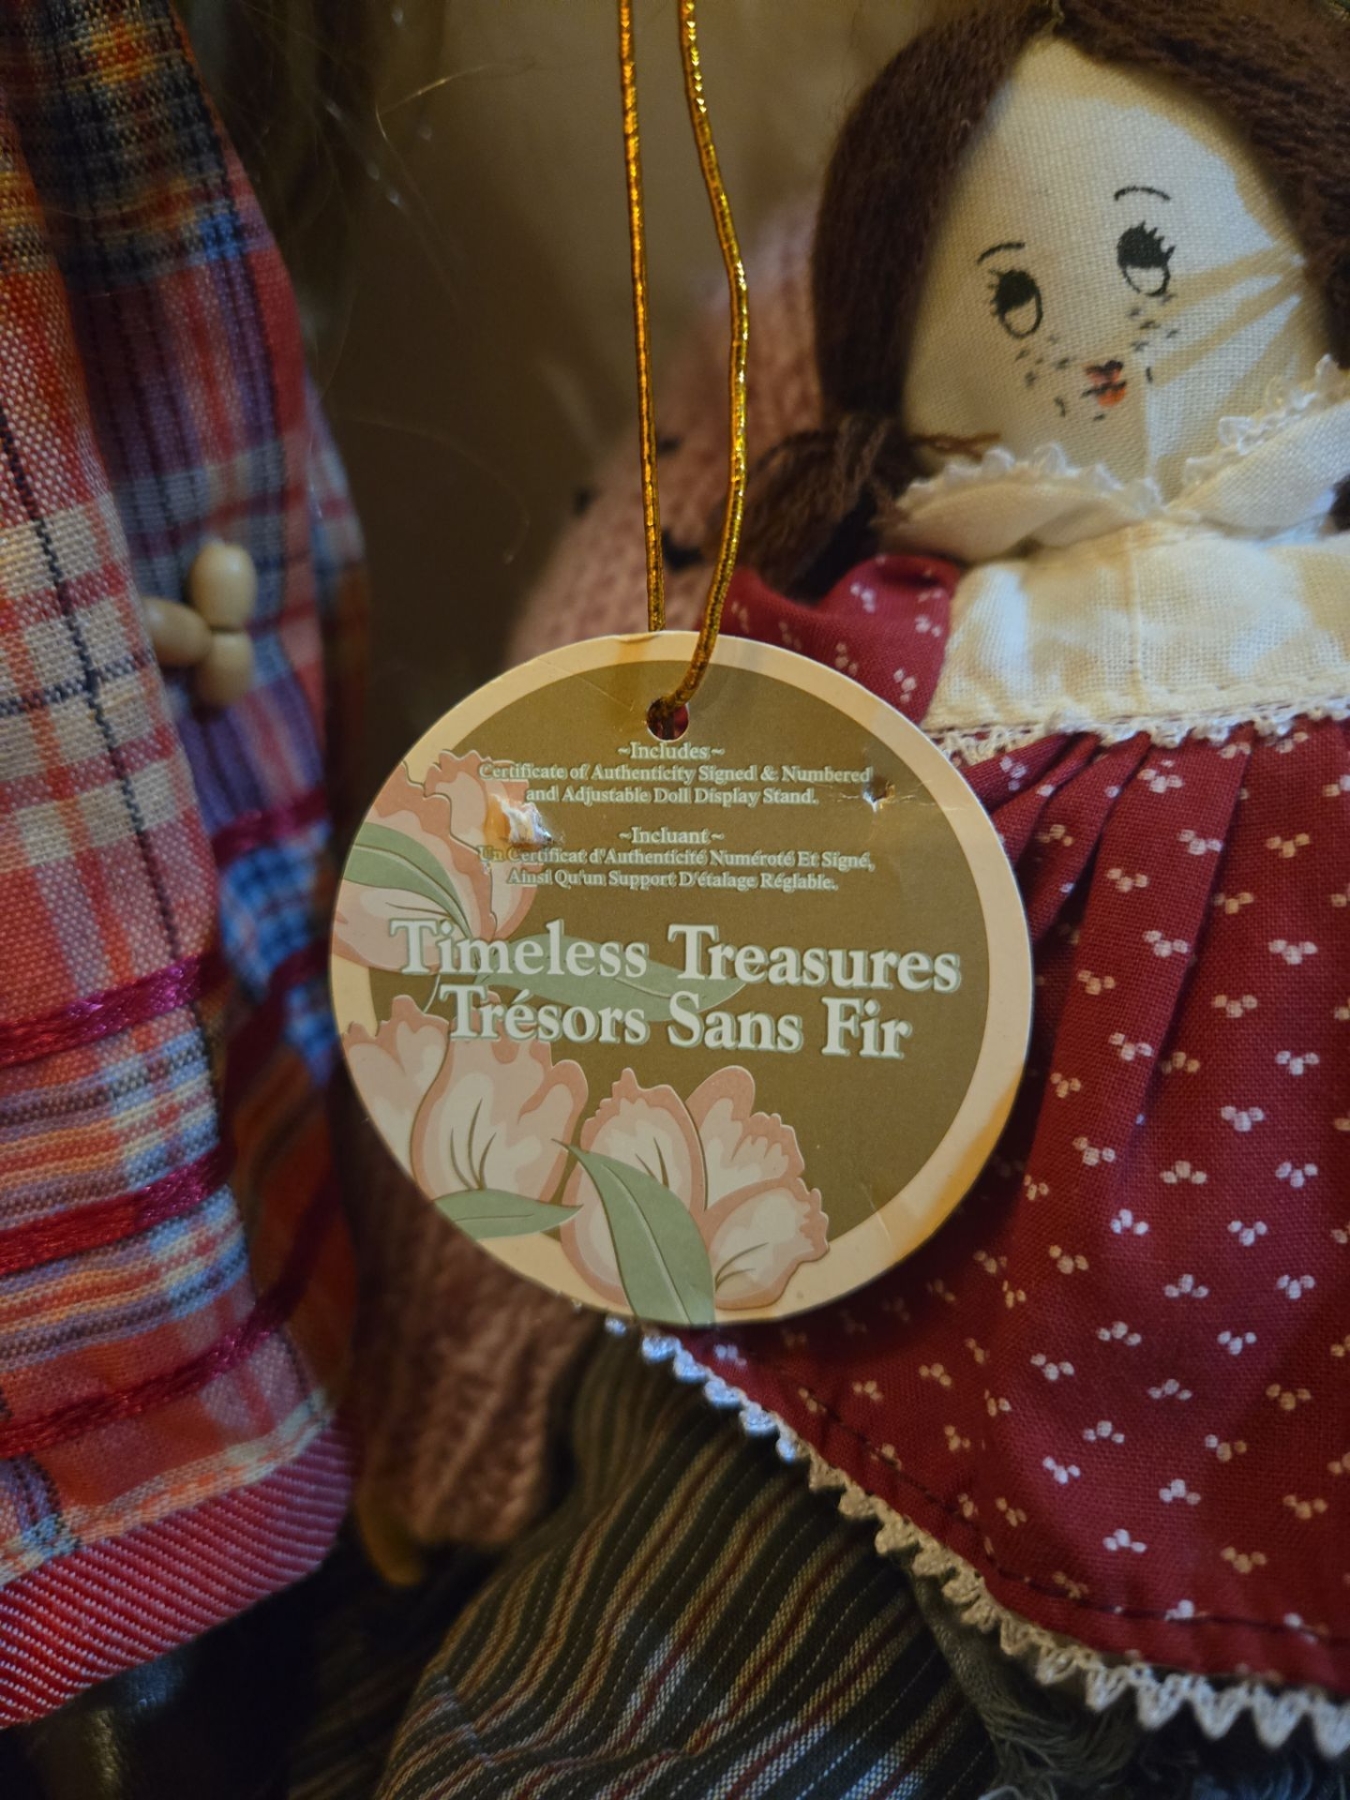 ~Includes~
Certificate of Authenticity Signed & Numbered
and Adjustable Doll Display Stand.
~Incluant~
Un Certificat d'Authenticité Numéroté Et Signé,
Ainsi Qu'un Support D'étalage Réglable.
Timeless Treasures
Trésors Sans Fir